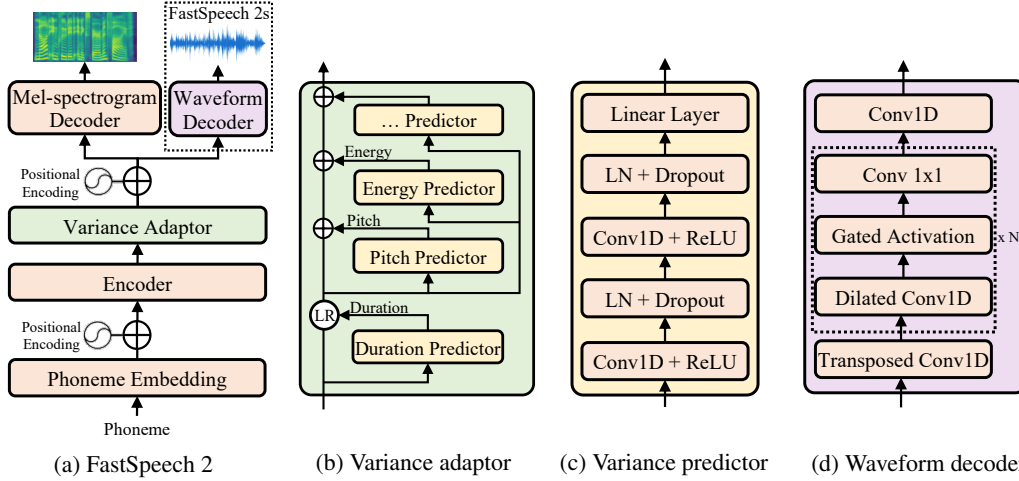 FastSpeech 2s
Mel-spectrogram
Decoder
Waveform
Decoder
Positional
Encoding
Variance Adaptor
Encoder
Positional
Encoding
Phoneme Embedding
Phoneme
(a) FastSpeech 2
... Predictor
Energy
Energy Predictor
Pitch
Pitch Predictor
LR
Duration
Duration Predictor
(b) Variance adaptor
Linear Layer
LN + Dropout
Conv1D + ReLU
LN + Dropout
Conv1D + ReLU
(c) Variance predictor
Conv1D
Conv 1x1
Gated Activation
x N
Dilated Conv1D
Transposed Conv1D
(d) Waveform decode